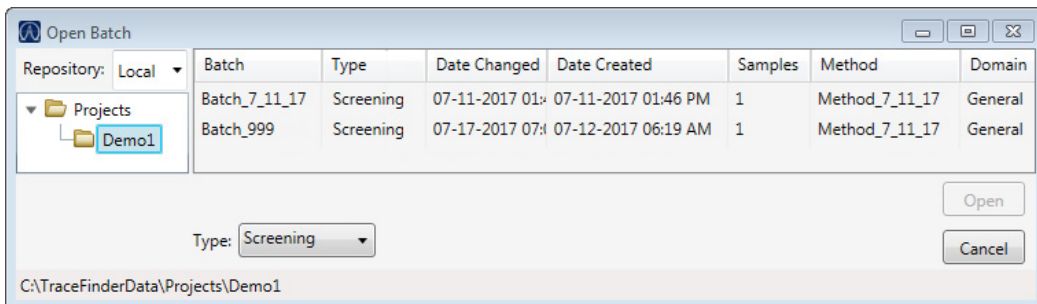 Open Batch
Repository: Local
Batch Type Date Changed Date Created Samples Method Domain
Projects
Demo1
Batch_7_11_17 Screening 07-11-2017 01:4 07-11-2017 01:46 PM 1 Method_7_11_17 General
Batch_999 Screening 07-17-2017 07:0 07-12-2017 06:19 AM 1 Method_7_11_17 General
Open
Type: Screening
Cancel
C:\TraceFinderData\Projects\Demo1